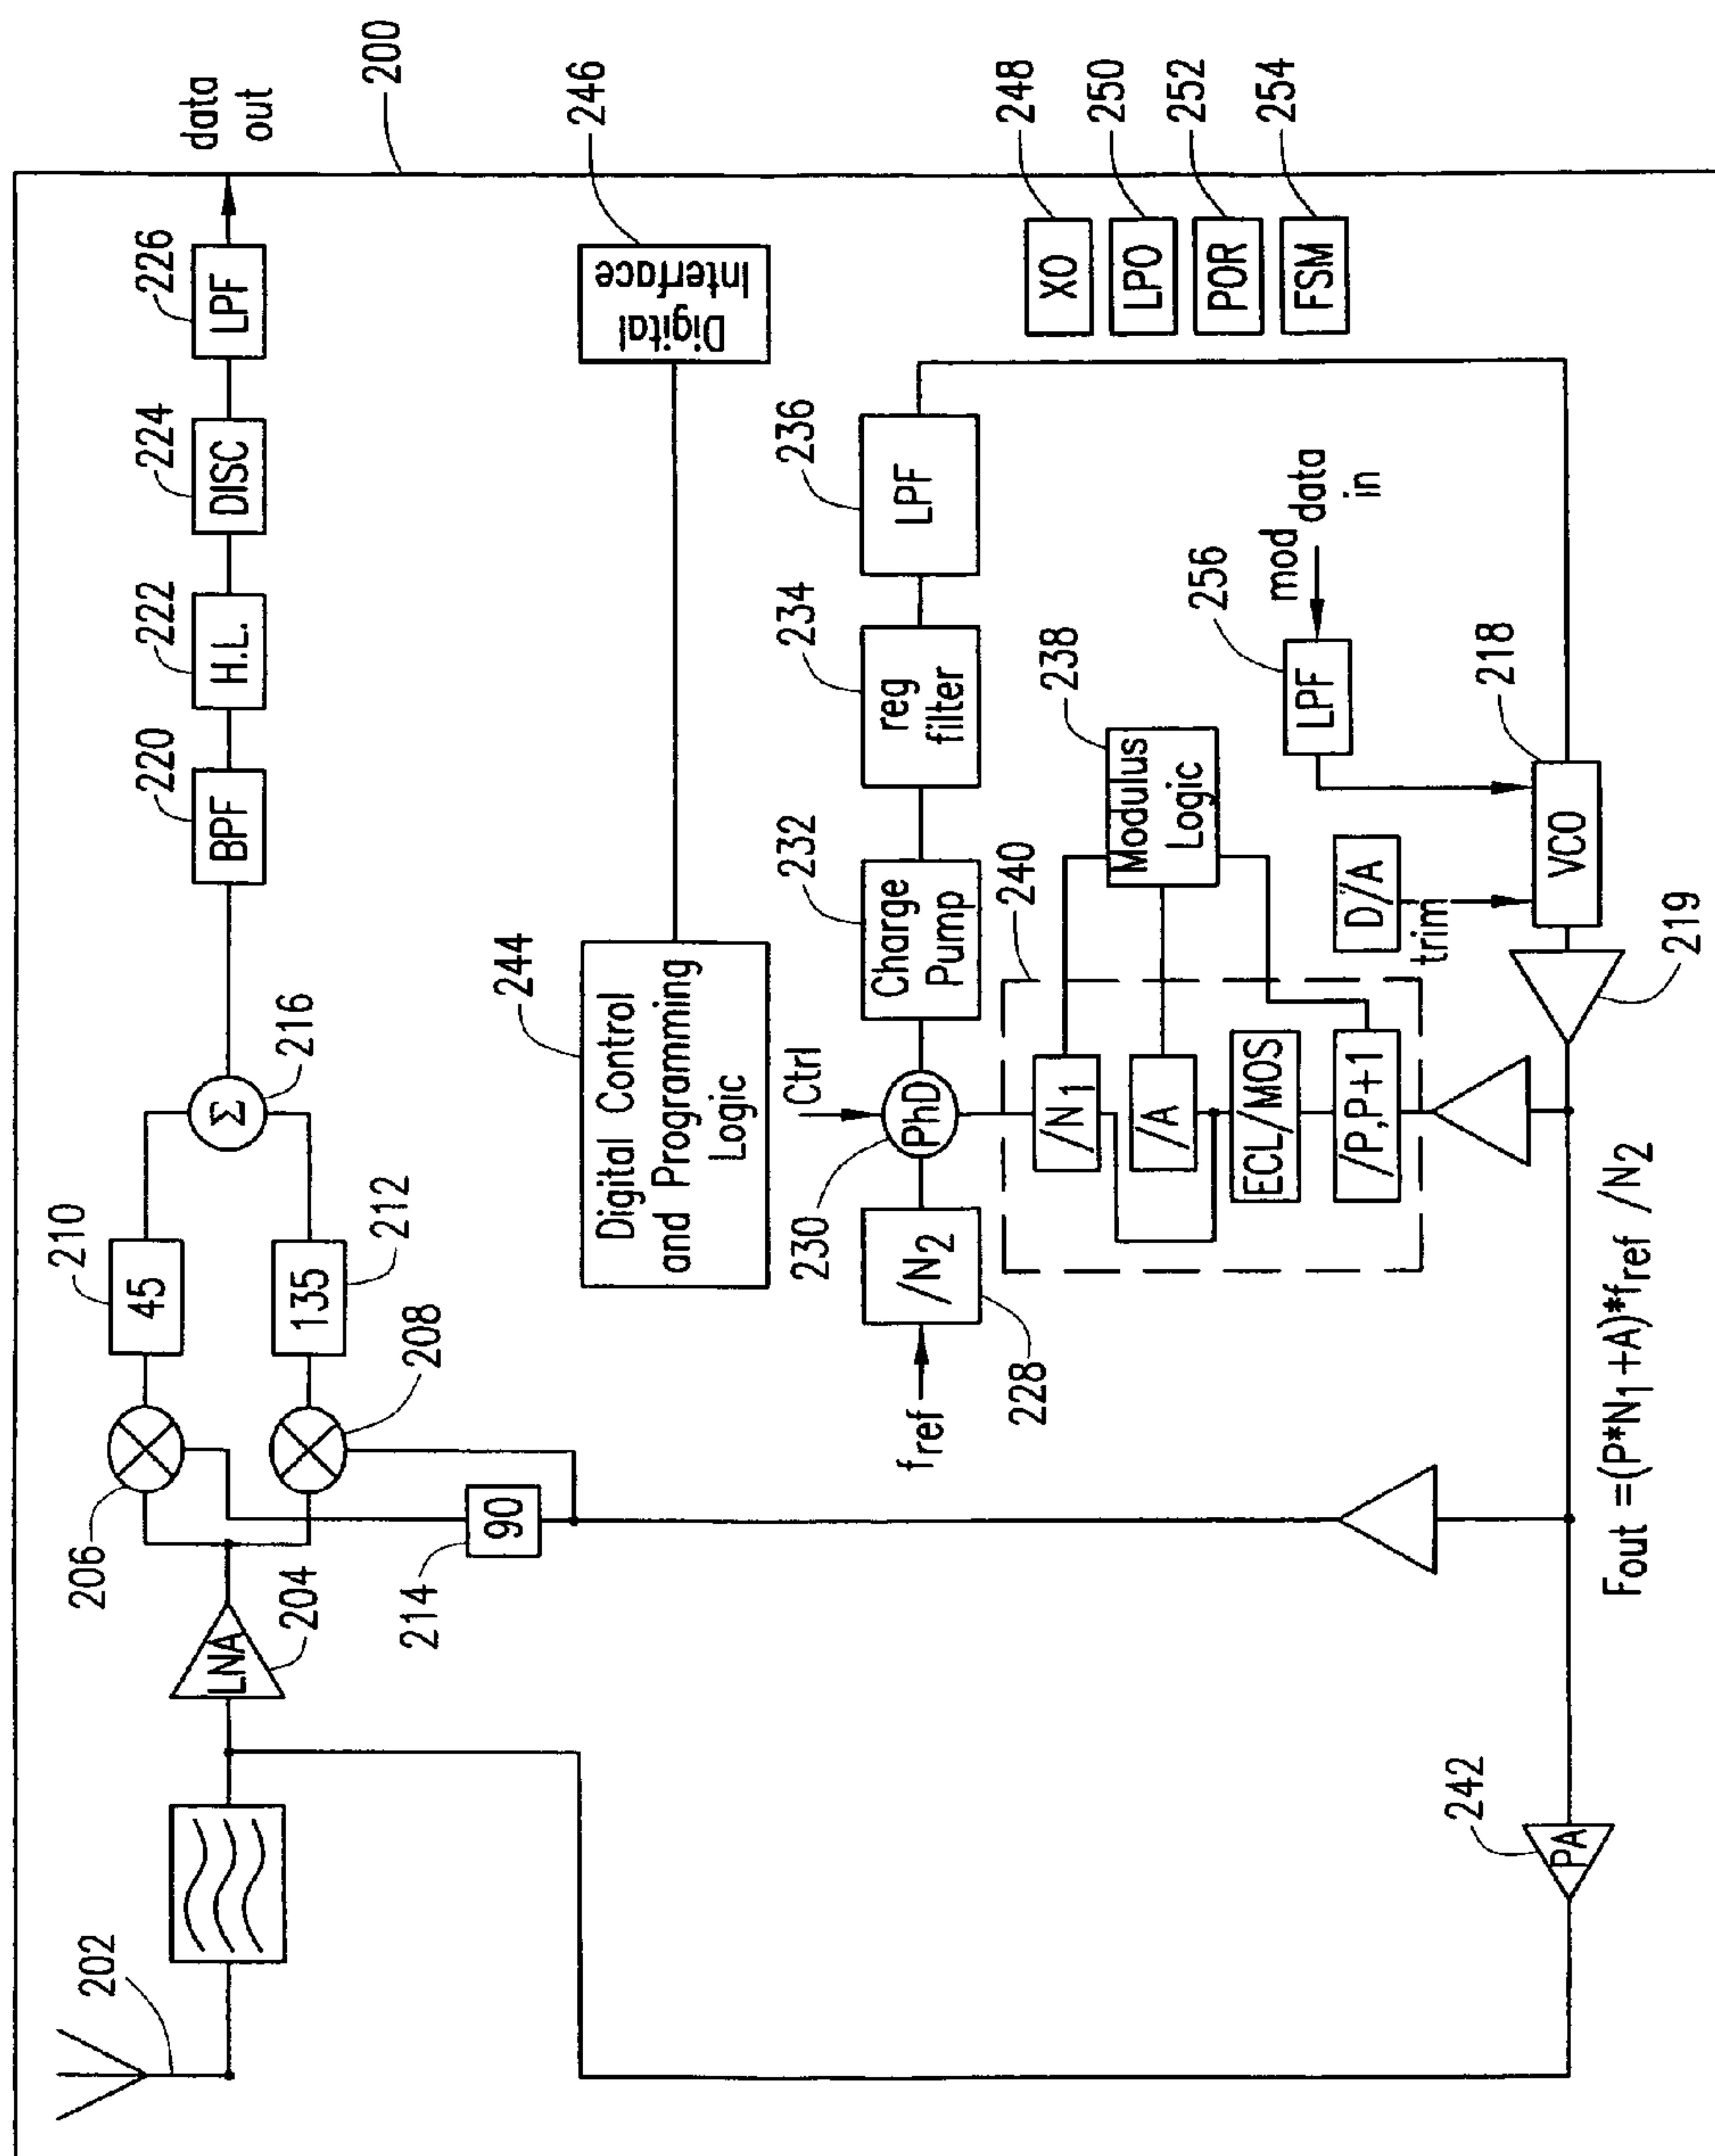 data
out
200
202
LNA
204
206
208
210
45
212
135
214
90
216
Σ
220
BPF
222
H.L.
224
DISC
226
LPF
244
Digital Control
and Programming
Logic
246
Digital
Interface
248
XO
250
LPO
252
POR
254
FSM
fref
228
/N2
230
Ctrl
PhD
232
Charge
Pump
234
reg
filter
236
LPF
240
/N1
/A
ECL/MOS
/P,P+1
238
Modulus
Logic
256
LPF
mod data
in
D/A
trim
218
VCO
219
242
PA
Fout =(P*N1+A)*fref /N2